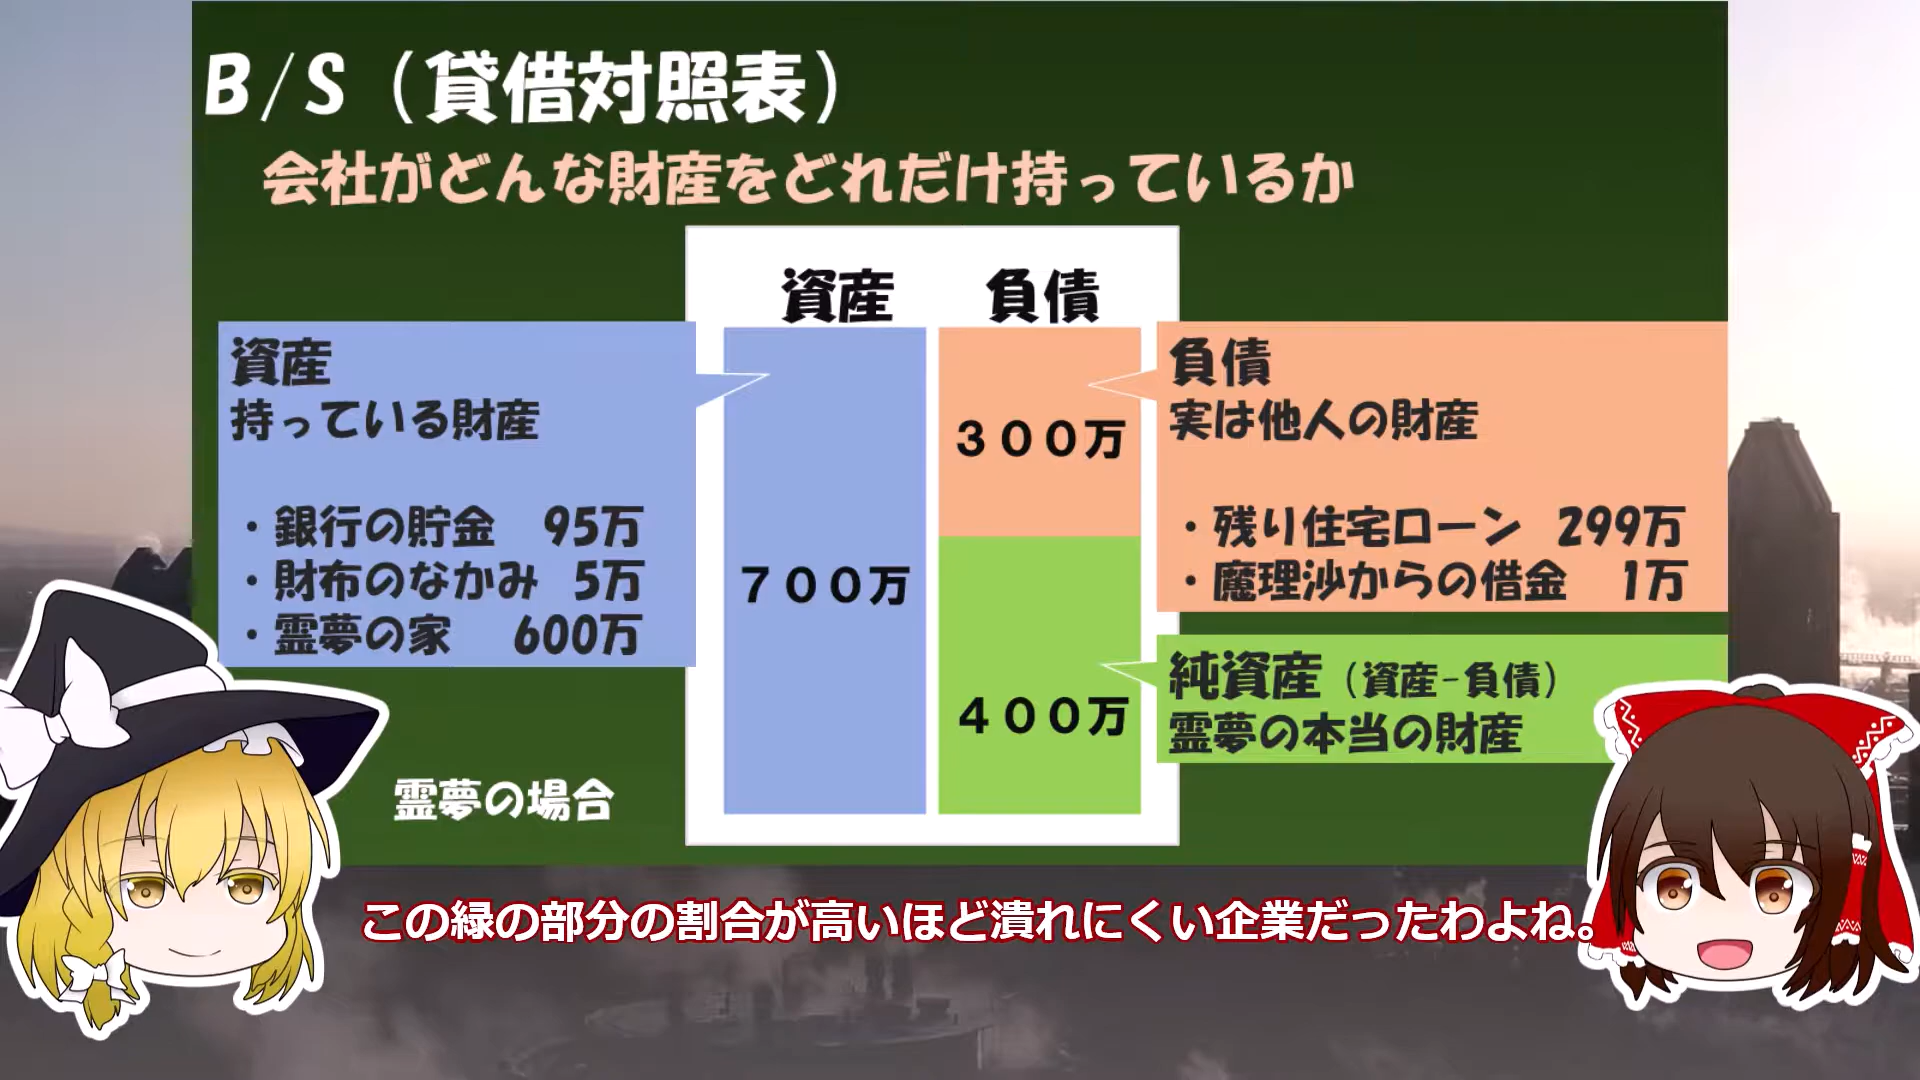 B/S（貸借対照表）
会社がどんな財産をどれだけ持っているか
資産 負債
資産
持っている財産
・銀行の貯金 95万
・財布のなかみ 5万
・霊夢の家 600万
７００万
３００万
４００万
負債
実は他人の財産
・残り住宅ローン 299万
・魔理沙からの借金 1万
純資産（資産-負債）
霊夢の本当の財産
霊夢の場合
この緑の部分の割合が高いほど潰れにくい企業だったわよね。